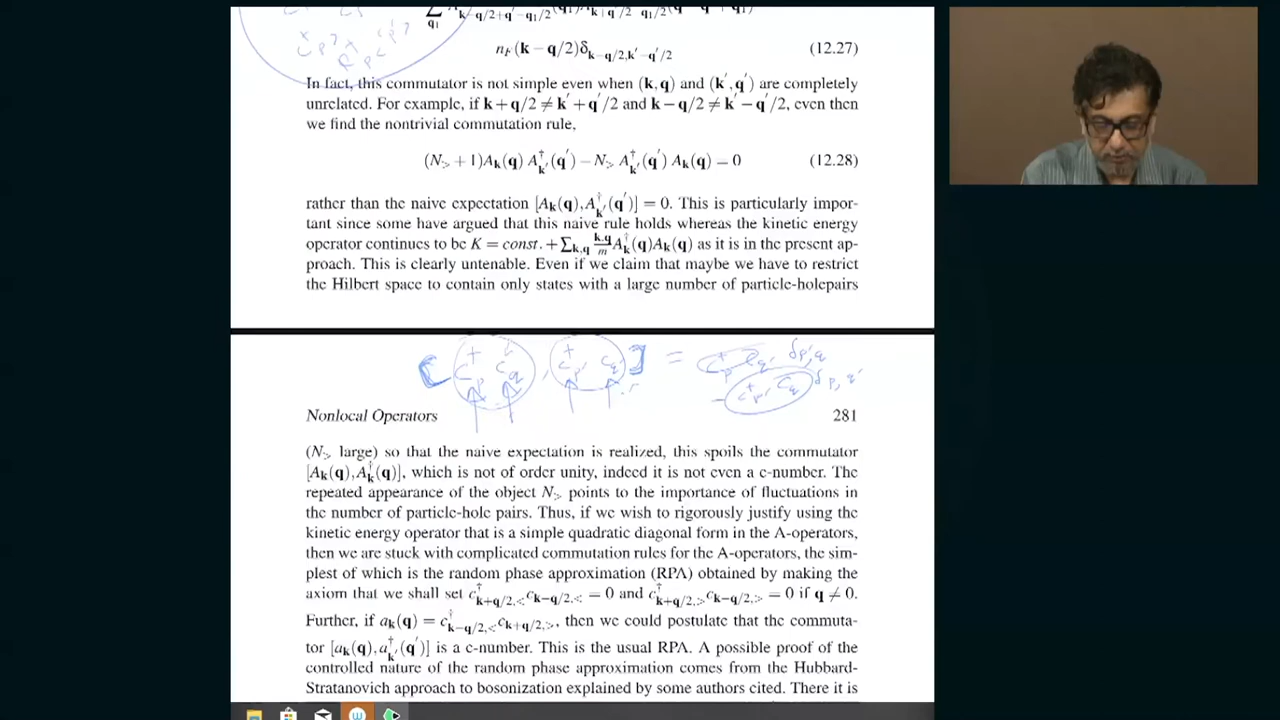 n_F(k − q/2)δ_{k−q/2,k′−q′/2} (12.27)
In fact, this commutator is not simple even when (k,q) and (k′,q′) are completely
unrelated. For example, if k+q/2 ≠ k′+q′/2 and k−q/2 ≠ k′−q′/2, even then
we find the nontrivial commutation rule,
(N_> + 1)A_k(q) A†_{k′}(q′) − N_> A†_{k′}(q′) A_k(q) = 0 (12.28)
rather than the naive expectation [A_k(q),A†_{k′}(q′)] = 0. This is particularly impor-
tant since some have argued that this naive rule holds whereas the kinetic energy
operator continues to be K = const. + ∑_{k,q} k.q/m A†_k(q)A_k(q) as it is in the present ap-
proach. This is clearly untenable. Even if we claim that maybe we have to restrict
the Hilbert space to contain only states with a large number of particle-holepairs
[c†_p c_q , c†_{p′} c_{q′}] = c†_p c_{q′} δ_{p′,q}
− c†_{p′} c_q δ_{p,q′}
Nonlocal Operators 281
(N_> large) so that the naive expectation is realized, this spoils the commutator
[A_k(q),A†_k(q)], which is not of order unity, indeed it is not even a c-number. The
repeated appearance of the object N_> points to the importance of fluctuations in
the number of particle-hole pairs. Thus, if we wish to rigorously justify using the
kinetic energy operator that is a simple quadratic diagonal form in the A-operators,
then we are stuck with complicated commutation rules for the A-operators, the sim-
plest of which is the random phase approximation (RPA) obtained by making the
axiom that we shall set c†_{k+q/2,<}c_{k−q/2,<} = 0 and c†_{k+q/2,>}c_{k−q/2,>} = 0 if q ≠ 0.
Further, if a_k(q) = c†_{k−q/2,<}c_{k+q/2,>}, then we could postulate that the commuta-
tor [a_k(q),a†_{k′}(q′)] is a c-number. This is the usual RPA. A possible proof of the
controlled nature of the random phase approximation comes from the Hubbard-
Stratanovich approach to bosonization explained by some authors cited. There it is